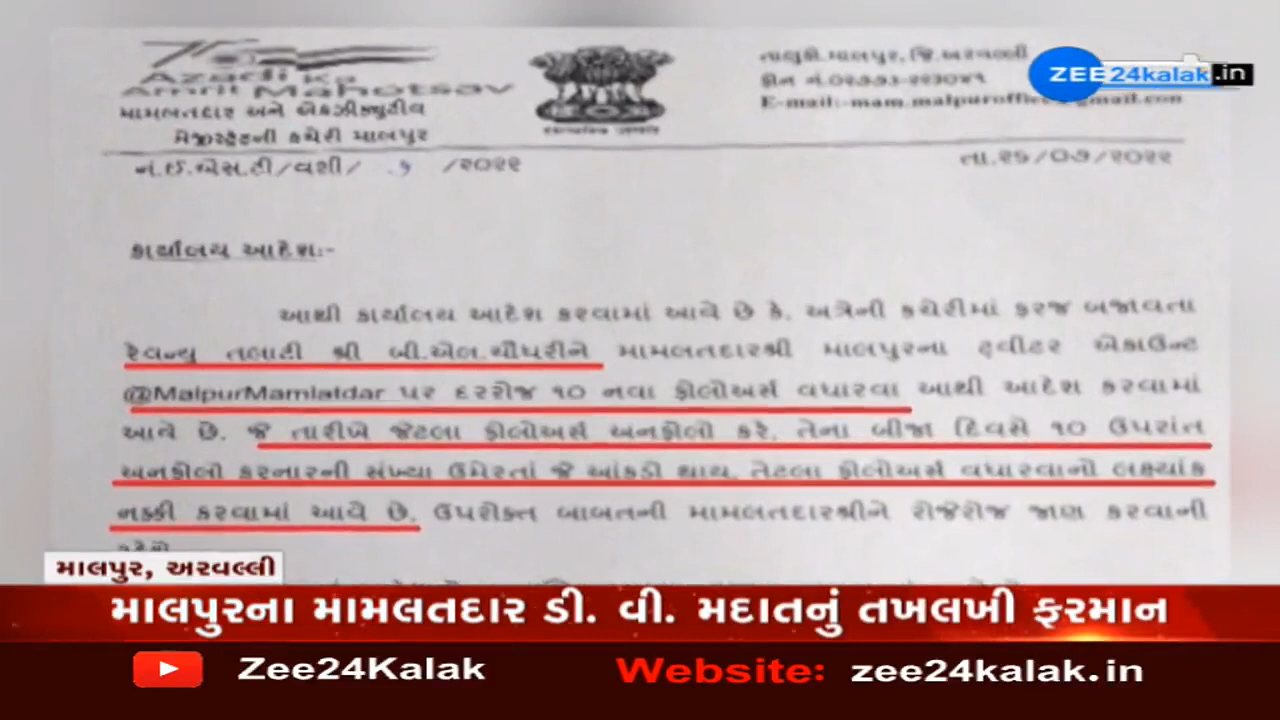 Azadi Ka
Amrit Mahotsav
મામલતદાર અને એકઝીક્યુટીવ
મેજીસ્ટ્રેટની કચેરી માલપુર
તાલુકો.માલપુર,જિ.અરવલ્લી
ફોન નં.૦૨૭૭૩-૨૨૩૦૪૧
E-mail:-mam.malpuroffice@gmail.com
ZEE24kalak.in
નં.ઈ.એસ.ટી/વશી/ /૨૦૨૨
તા.૨૧/૦૭/૨૦૨૨
કાર્યાલય આદેશ:-
આથી કાર્યાલય આદેશ કરવામાં આવે છે કે, અત્રેની કચેરીમાં ફરજ બજાવતા
રેવન્યુ તલાટી શ્રી બી.એલ.ચૌધરીને મામલતદારશ્રી માલપુરના ટ્વીટર એકાઉન્ટ
@MalpurMamlatdar પર દરરોજ ૧૦ નવા ફોલોઅર્સ વધારવા આથી આદેશ કરવામાં
આવે છે. જે તારીખે જેટલા ફોલોઅર્સ અનફોલો કરે, તેના બીજા દિવસે ૧૦ ઉપરાંત
અનફોલો કરનારની સંખ્યા ઉમેરતાં જે આંકડો થાય, તેટલા ફોલોઅર્સ વધારવાનો લક્ષ્યાંક
નક્કી કરવામાં આવે છે. ઉપરોક્ત બાબતની મામલતદારશ્રીને રોજેરોજ જાણ કરવાની
માલપુર, અરવલ્લી
માલપુરના મામલતદાર ડી. વી. મદાતનું તખલખી ફરમાન
Zee24Kalak
Website: zee24kalak.in